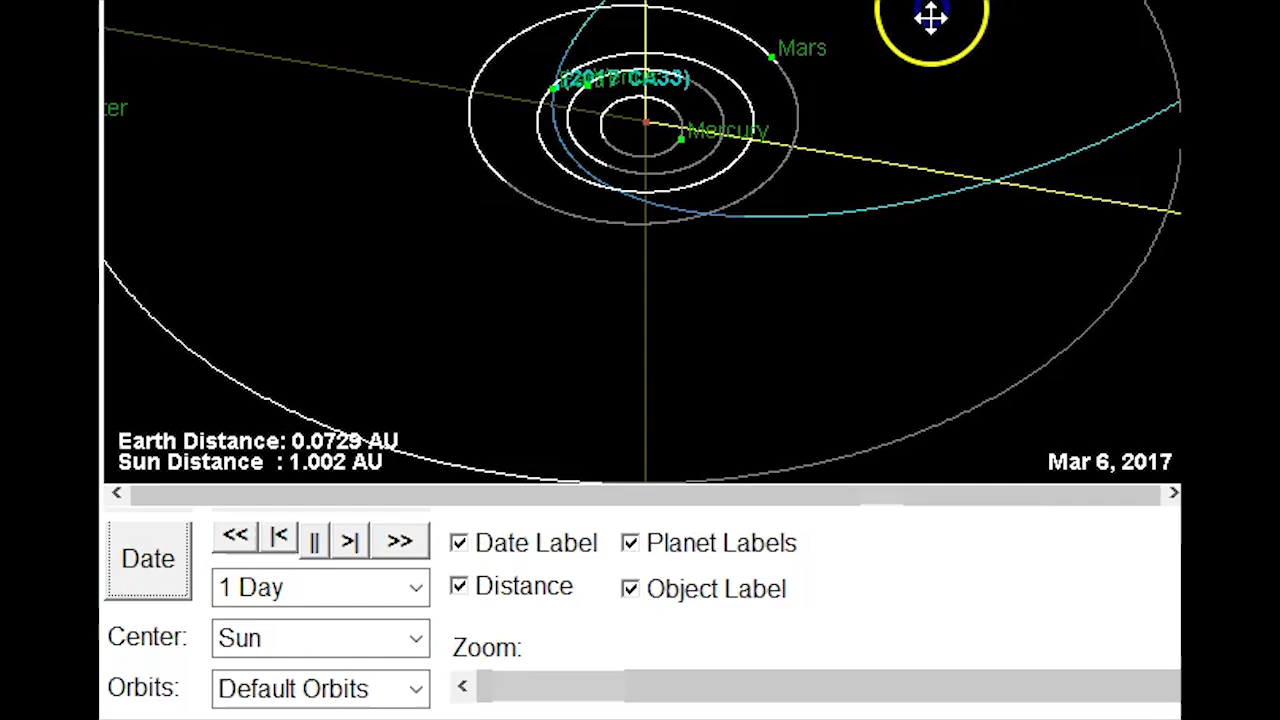 Mars
(2017 CA33)
ter
Mercury
Earth Distance: 0.0729 AU
Sun Distance : 1.002 AU
Mar 6, 2017
Date
<< |< || >| >>
Date Label
Planet Labels
1 Day
Distance
Object Label
Center:
Sun
Zoom:
Orbits:
Default Orbits